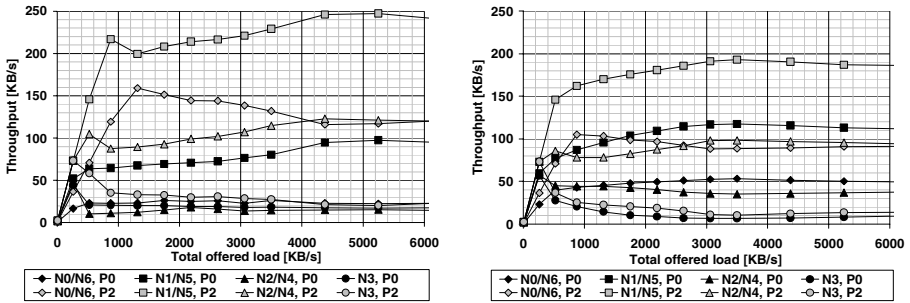 250
200
150
100
50
0
Throughput [KB/s]
0 1000 2000 3000 4000 5000 6000
Total offered load [KB/s]
N0/N6, P0 N1/N5, P0 N2/N4, P0 N3, P0
N0/N6, P2 N1/N5, P2 N2/N4, P2 N3, P2
250
200
150
100
50
0
Throughput [KB/s]
0 1000 2000 3000 4000 5000 6000
Total offered load [KB/s]
N0/N6, P0 N1/N5, P0 N2/N4, P0 N3, P0
N0/N6, P2 N1/N5, P2 N2/N4, P2 N3, P2